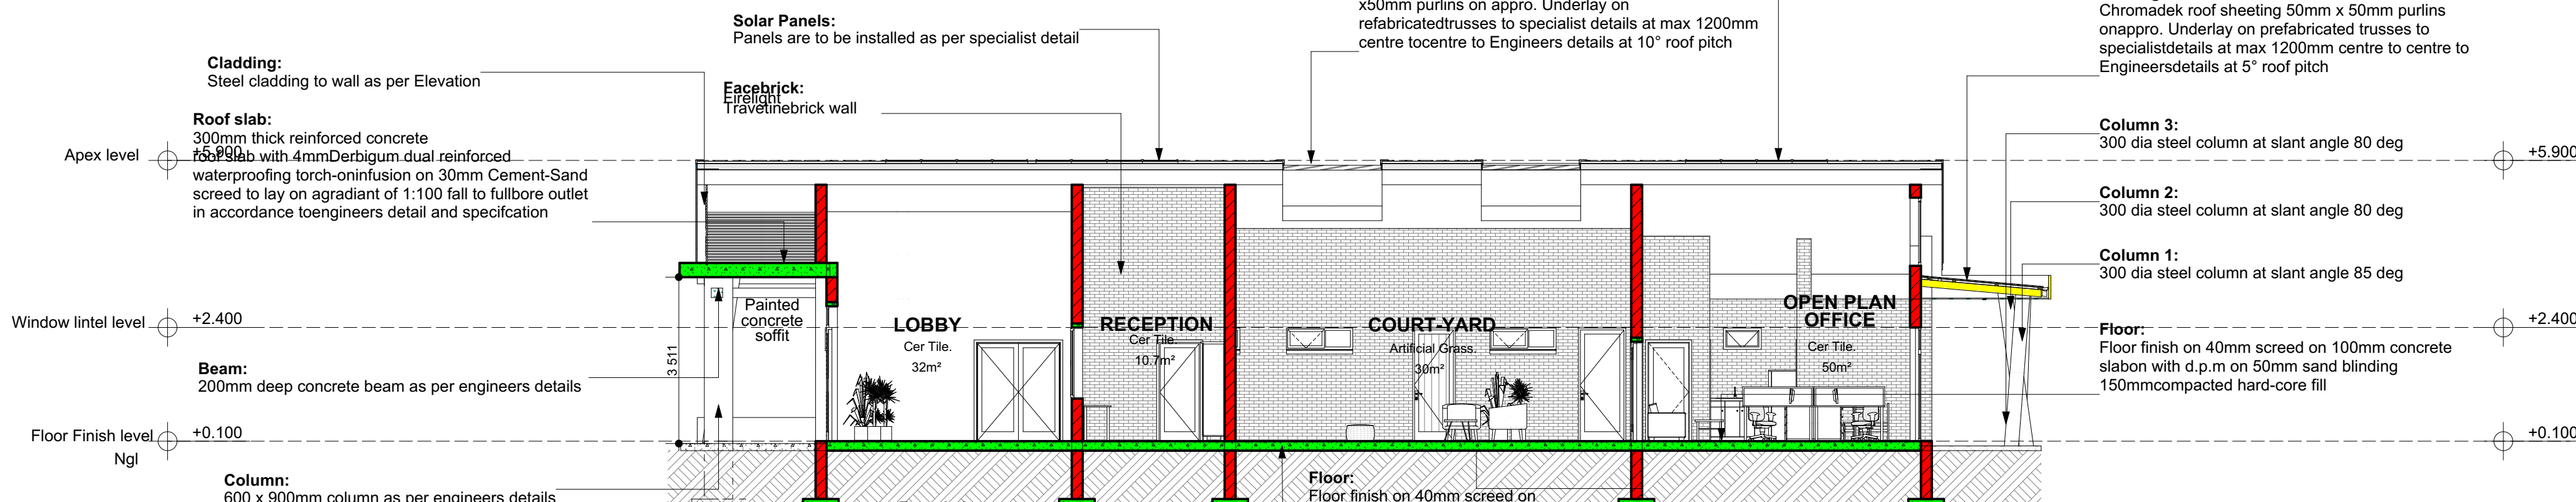 Solar Panels:
Panels are to be installed as per specialist detail
x50mm purlins on appro. Underlay on
refabricatedtrusses to specialist details at max 1200mm
centre tocentre to Engineers details at 10° roof pitch
Chromadek roof sheeting 50mm x 50mm purlins
onappro. Underlay on prefabricated trusses to
specialistdetails at max 1200mm centre to centre to
Engineersdetails at 5° roof pitch
Cladding:
Steel cladding to wall as per Elevation
Facebrick:
Firelight
Travetinebrick wall
Roof slab:
300mm thick reinforced concrete
roof slab with 4mmDerbigum dual reinforced
waterproofing torch-oninfusion on 30mm Cement-Sand
screed to lay on agradiant of 1:100 fall to fullbore outlet
in accordance toengineers detail and specifcation
Apex level
+5.900
Column 3:
300 dia steel column at slant angle 80 deg
+5.900
Column 2:
300 dia steel column at slant angle 80 deg
Column 1:
300 dia steel column at slant angle 85 deg
Window lintel level
+2.400
Painted
concrete
soffit
3 511
LOBBY
Cer Tile.
32m²
RECEPTION
Cer Tile.
10.7m²
COURT-YARD
Artificial Grass.
30m²
OPEN PLAN
OFFICE
Cer Tile.
50m²
+2.400
Floor:
Floor finish on 40mm screed on 100mm concrete
slabon with d.p.m on 50mm sand blinding
150mmcompacted hard-core fill
Beam:
200mm deep concrete beam as per engineers details
Floor Finish level
+0.100
Ngl
+0.100
Column:
600 x 900mm column as per engineers details
Floor:
Floor finish on 40mm screed on